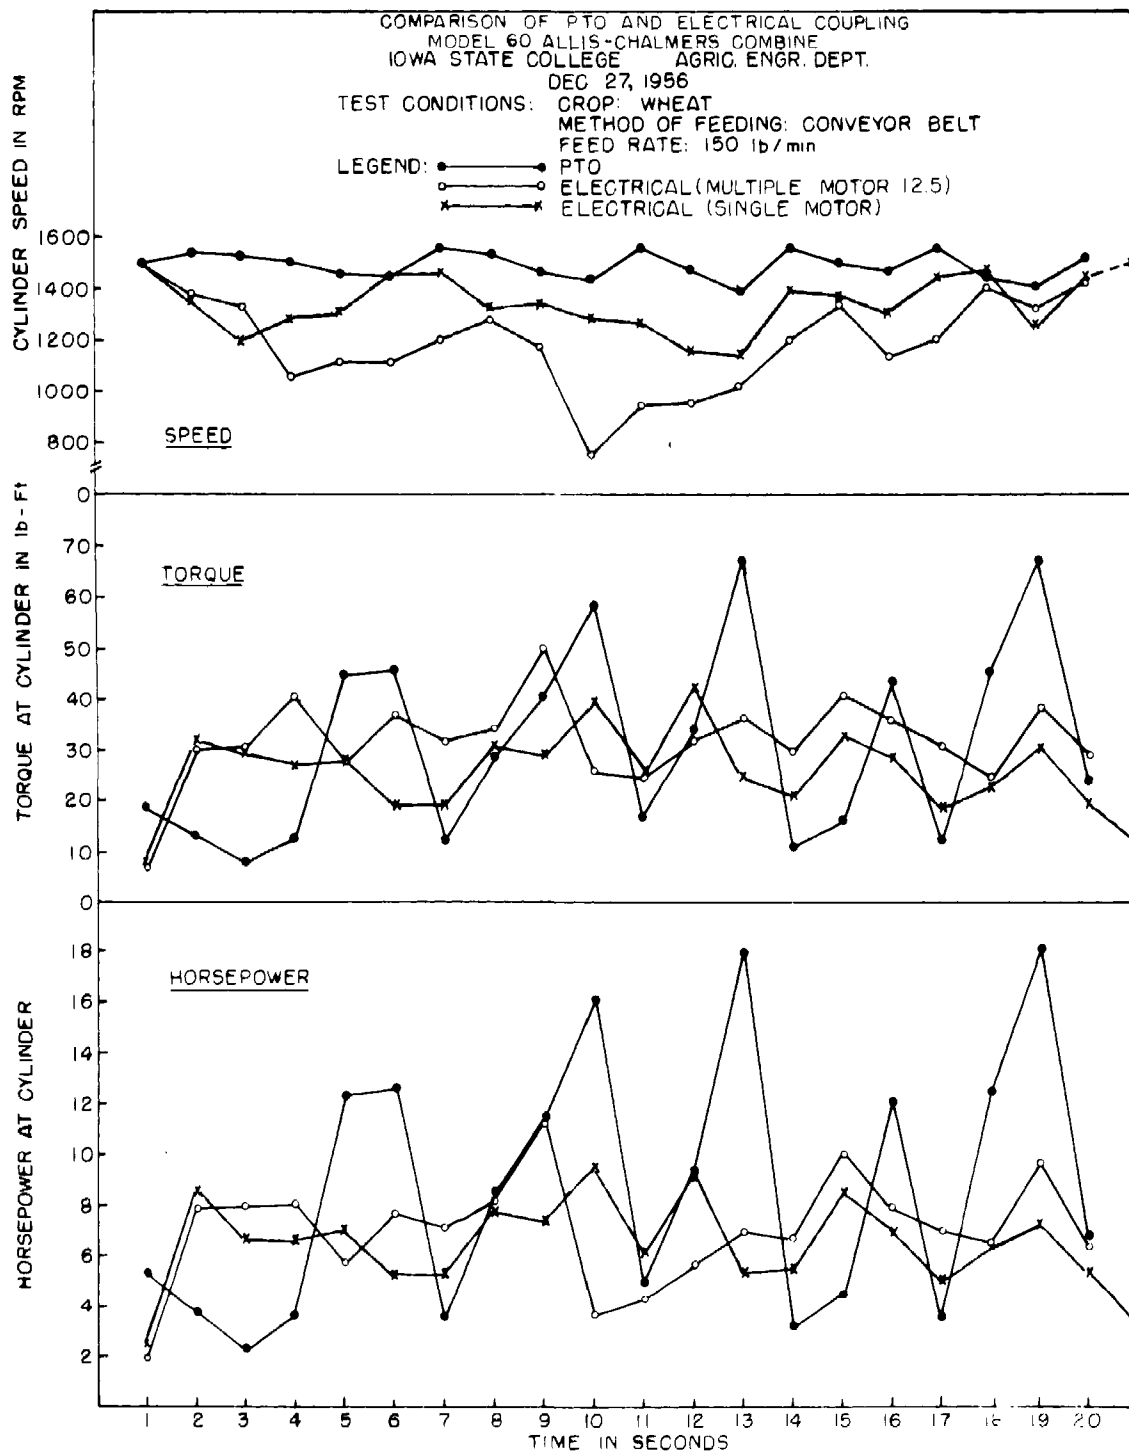 COMPARISON OF PTO AND ELECTRICAL COUPLING
MODEL 60 ALLIS-CHALMERS COMBINE
IOWA STATE COLLEGE AGRIC. ENGR. DEPT.
DEC 27, 1956
TEST CONDITIONS: CROP: WHEAT
METHOD OF FEEDING: CONVEYOR BELT
FEED RATE: 150 lb/min
LEGEND: PTO
ELECTRICAL (MULTIPLE MOTOR 12.5)
ELECTRICAL (SINGLE MOTOR)
CYLINDER SPEED IN RPM
1600
1400
1200
1000
800
0
SPEED
TORQUE AT CYLINDER IN lb-Ft
70
60
50
40
30
20
10
0
TORQUE
HORSEPOWER AT CYLINDER
18
16
14
12
10
8
6
4
2
HORSEPOWER
1 2 3 4 5 6 7 8 9 10 11 12 13 14 15 16 17 18 19 20
TIME IN SECONDS